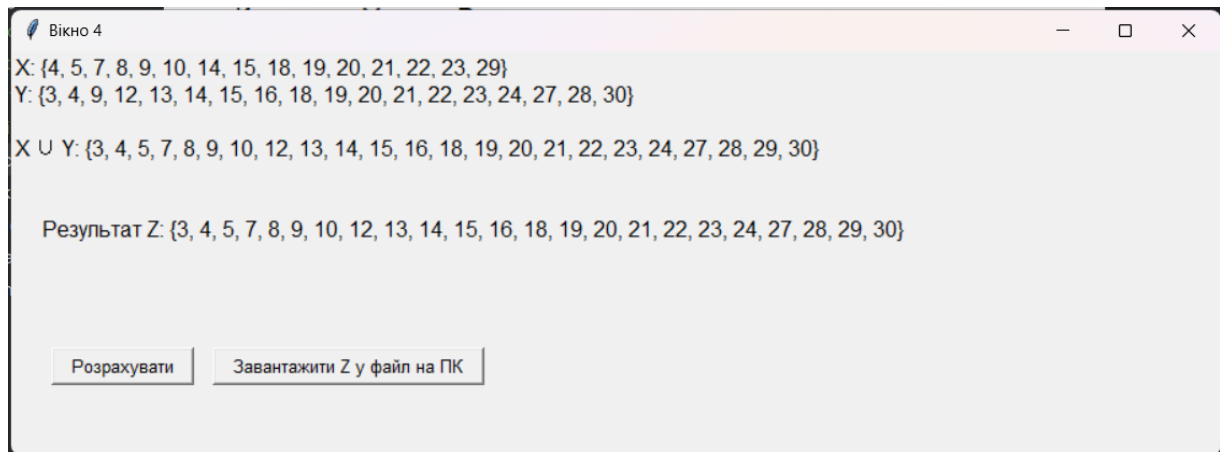 Вікно 4
X: {4, 5, 7, 8, 9, 10, 14, 15, 18, 19, 20, 21, 22, 23, 29}
Y: {3, 4, 9, 12, 13, 14, 15, 16, 18, 19, 20, 21, 22, 23, 24, 27, 28, 30}
X ∪ Y: {3, 4, 5, 7, 8, 9, 10, 12, 13, 14, 15, 16, 18, 19, 20, 21, 22, 23, 24, 27, 28, 29, 30}
Результат Z: {3, 4, 5, 7, 8, 9, 10, 12, 13, 14, 15, 16, 18, 19, 20, 21, 22, 23, 24, 27, 28, 29, 30}
Розрахувати Завантажити Z у файл на ПК